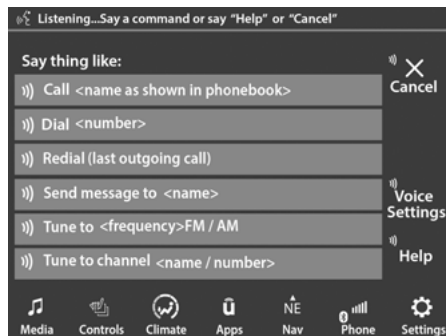 Listening...Say a command or say “Help” or “Cancel”
Say thing like:
Call <name as shown in phonebook>
Dial <number>
Redial (last outgoing call)
Send message to <name>
Tune to <frequency>FM / AM
Tune to channel <name / number>
Cancel
Voice
Settings
Help
Media
Controls
Climate
û
Apps
NE
Nav
Phone
Settings